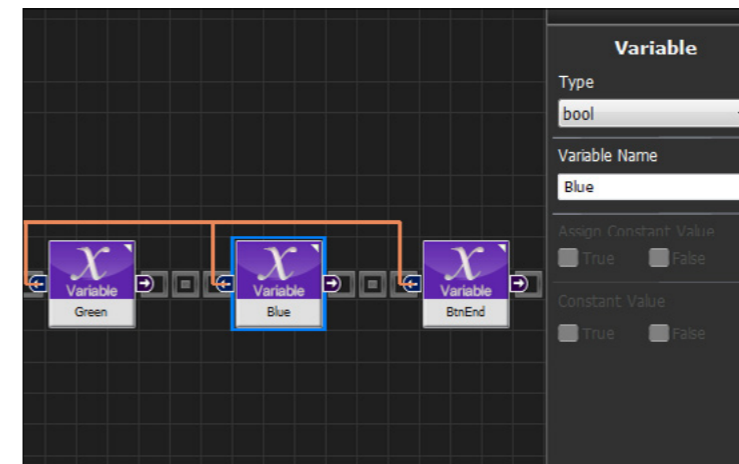 Variable
Green
Variable
Blue
Variable
BtnEnd
Variable
Type
bool
Variable Name
Blue
Assign Constant Value
True False
Constant Value
True False